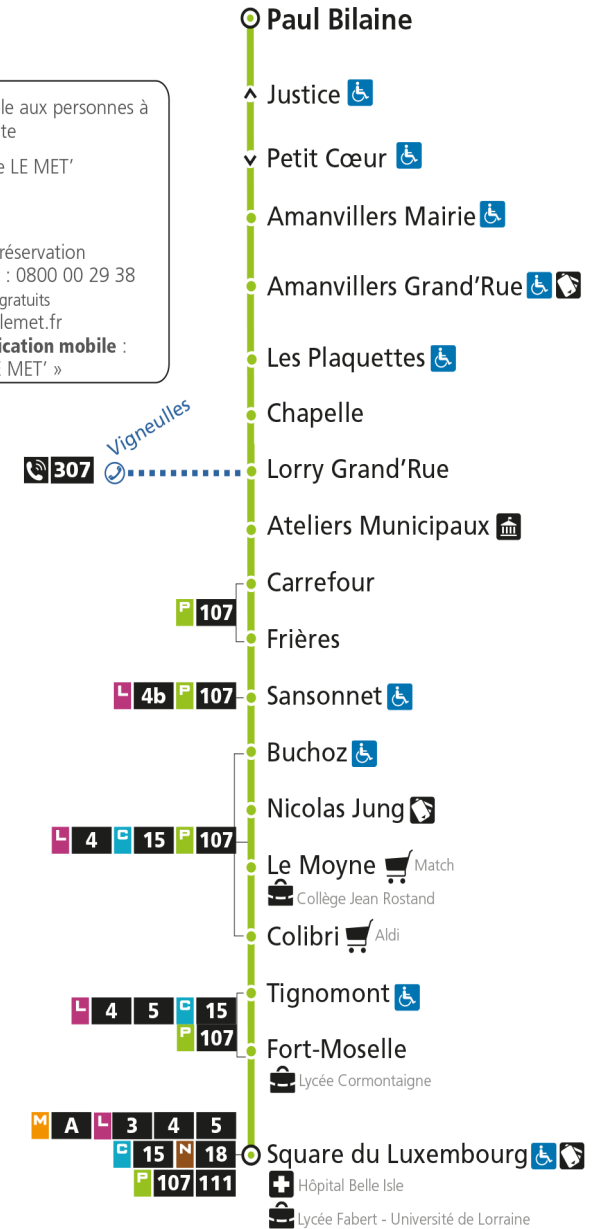 Paul Bilaine
Justice
le aux personnes à
te
Petit Cœur
e LE MET'
Amanvillers Mairie
réservation
: 0800 00 29 38
gratuits
lemet.fr
ication mobile :
E MET' »
Amanvillers Grand'Rue
Les Plaquettes
Chapelle
Vigneulles
307
Lorry Grand'Rue
Ateliers Municipaux
Carrefour
P 107
Frières
L 4b P 107
Sansonnet
Buchoz
Nicolas Jung
L 4 C 15 P 107
Le Moyne Match
Collège Jean Rostand
Colibri Aldi
Tignomont
L 4 5 C 15
P 107
Fort-Moselle
Lycée Cormontaigne
M A L 3 4 5
C 15 N 18
P 107 111
Square du Luxembourg
Hôpital Belle Isle
Lycée Fabert - Université de Lorraine